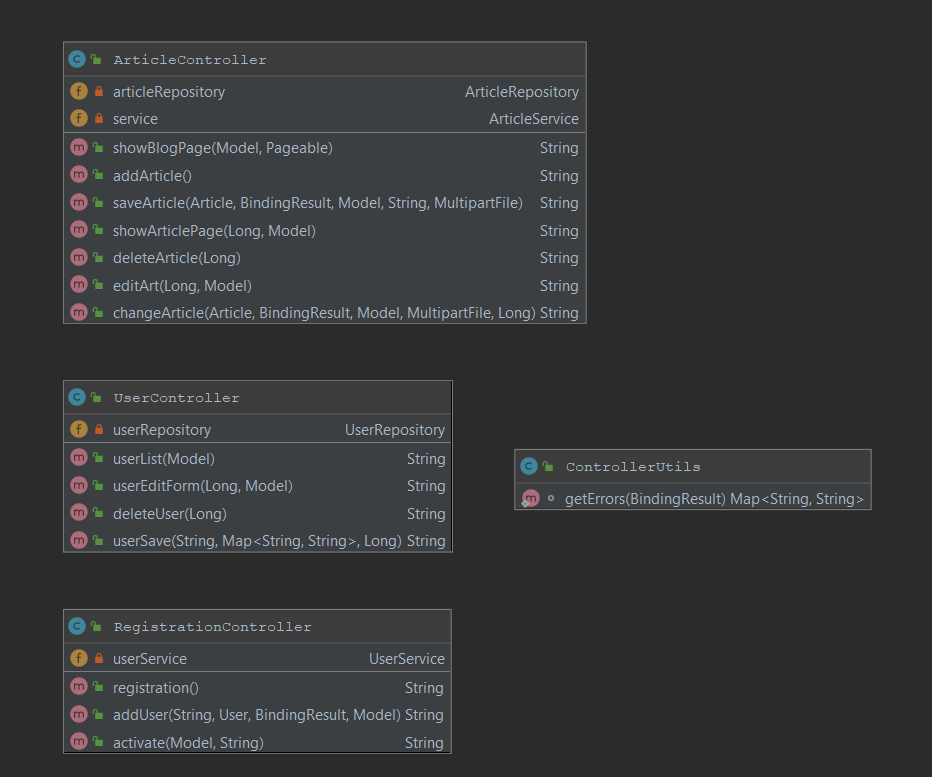 ArticleController
articleRepository ArticleRepository
service ArticleService
showBlogPage(Model, Pageable) String
addArticle() String
saveArticle(Article, BindingResult, Model, String, MultipartFile) String
showArticlePage(Long, Model) String
deleteArticle(Long) String
editArt(Long, Model) String
changeArticle(Article, BindingResult, Model, MultipartFile, Long) String
UserController
userRepository UserRepository
userList(Model) String
userEditForm(Long, Model) String
deleteUser(Long) String
userSave(String, Map<String, String>, Long) String
ControllerUtils
getErrors(BindingResult) Map<String, String>
RegistrationController
userService UserService
registration() String
addUser(String, User, BindingResult, Model) String
activate(Model, String) String